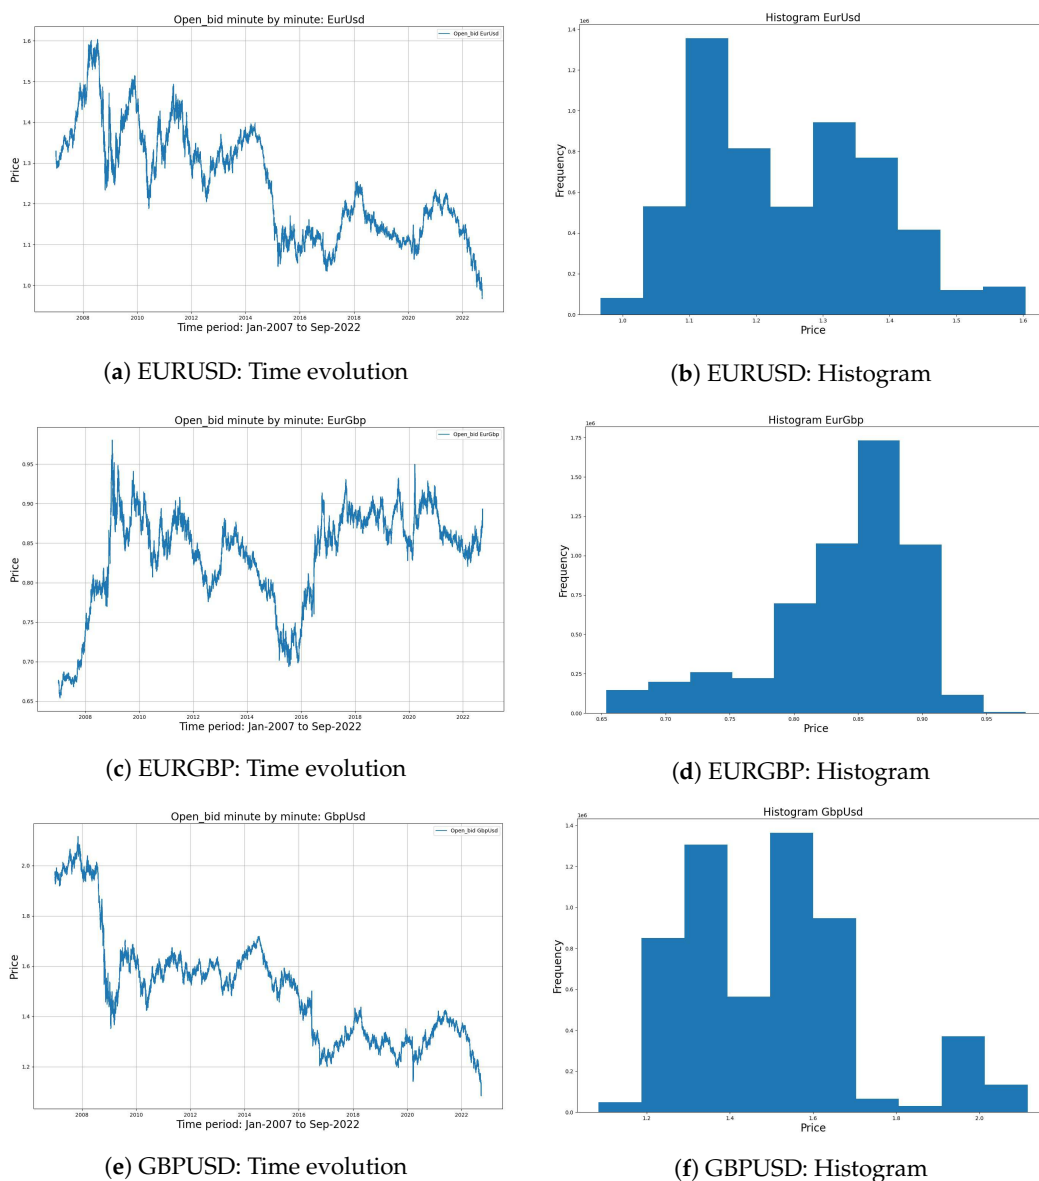 Open_bid minute by minute: EurUsd
Open_bid EurUsd
Price
1.6
1.5
1.4
1.3
1.2
1.1
1.0
2008 2010 2012 2014 2016 2018 2020 2022
Time period: Jan-2007 to Sep-2022
(a) EURUSD: Time evolution
Histogram EurUsd
1e6
Frequency
1.4
1.2
1.0
0.8
0.6
0.4
0.2
0.0
1.0 1.1 1.2 1.3 1.4 1.5 1.6
Price
(b) EURUSD: Histogram
Open_bid minute by minute: EurGbp
Open_bid EurGbp
Price
0.95
0.90
0.85
0.80
0.75
0.70
0.65
2008 2010 2012 2014 2016 2018 2020 2022
Time period: Jan-2007 to Sep-2022
(c) EURGBP: Time evolution
Histogram EurGbp
1e6
Frequency
1.75
1.50
1.25
1.00
0.75
0.50
0.25
0.00
0.65 0.70 0.75 0.80 0.85 0.90 0.95
Price
(d) EURGBP: Histogram
Open_bid minute by minute: GbpUsd
Open_bid GbpUsd
Price
2.0
1.8
1.6
1.4
1.2
2008 2010 2012 2014 2016 2018 2020 2022
Time period: Jan-2007 to Sep-2022
(e) GBPUSD: Time evolution
Histogram GbpUsd
1e6
Frequency
1.4
1.2
1.0
0.8
0.6
0.4
0.2
0.0
1.2 1.4 1.6 1.8 2.0
Price
(f) GBPUSD: Histogram